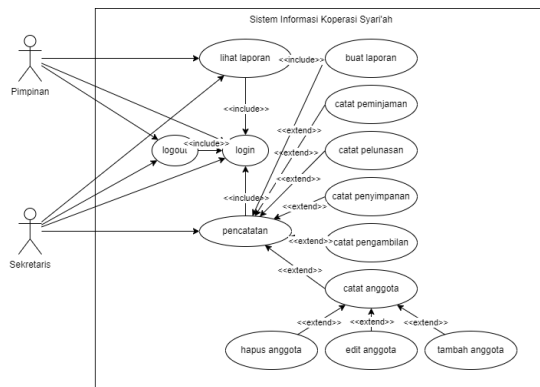 Sistem Informasi Koperasi Syari'ah
lihat laporan
<<include>>
buat laporan
Pimpinan
<<include>>
catat peminjaman
<<extend>>
logout
<<include>>
login
<<extend>>
catat pelunasan
<<extend>>
<<include>>
<<extend>>
catat penyimpanan
Sekretaris
pencatatan
<<extend>>
catat pengambilan
<<extend>>
catat anggota
<<extend>>
<<extend>>
<<extend>>
hapus anggota
edit anggota
tambah anggota